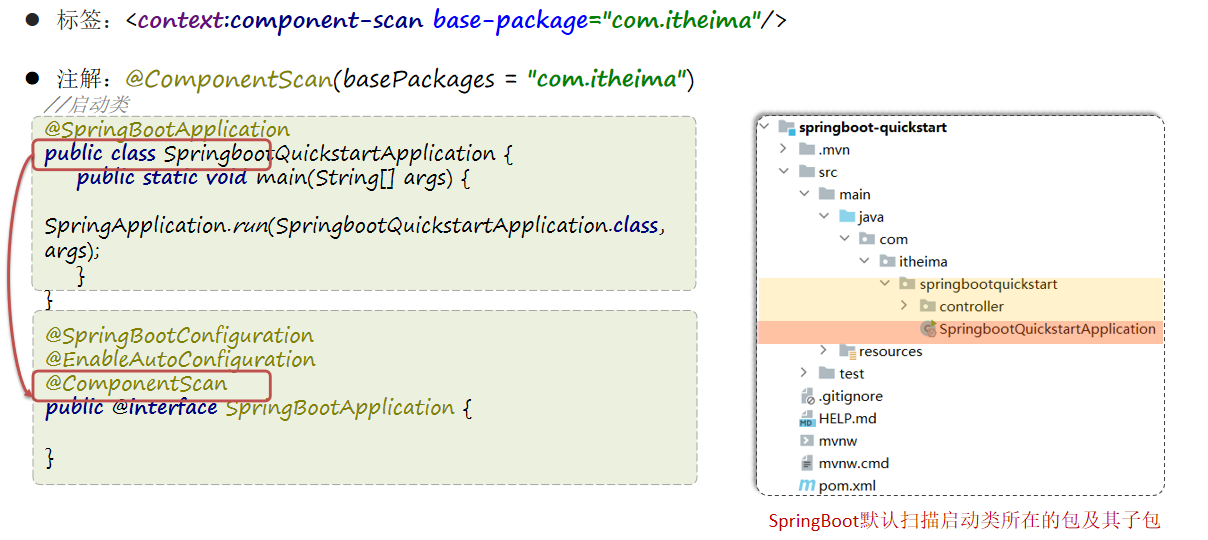 ● 标签：<context:component-scan base-package="com.itheima"/>
● 注解：@ComponentScan(basePackages = "com.itheima")
//启动类
@SpringBootApplication
public class SpringbootQuickstartApplication {
public static void main(String[] args) {
SpringApplication.run(SpringbootQuickstartApplication.class,
args);
}
}
@SpringBootConfiguration
@EnableAutoConfiguration
@ComponentScan
public @interface SpringBootApplication {
}
springboot-quickstart
.mvn
src
main
java
com
itheima
springbootquickstart
controller
SpringbootQuickstartApplication
resources
test
.gitignore
HELP.md
mvnw
mvnw.cmd
pom.xml
SpringBoot默认扫描启动类所在的包及其子包